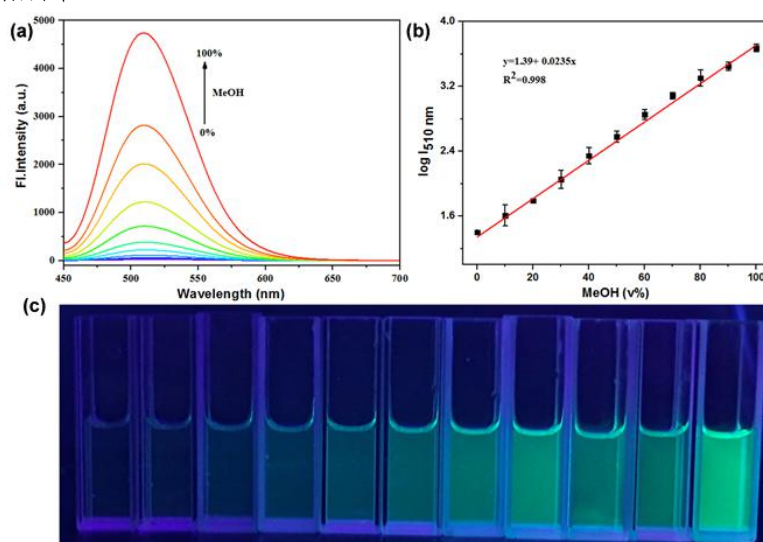 (a)
5000
4000
3000
2000
1000
0
Fl.Intensity (a.u.)
100%
MeOH
0%
450 500 550 600 650 700
Wavelength (nm)
(b)
3.2
2.4
1.6
log I510 nm
y=1.39+ 0.0235x
R²=0.998
0 20 40 60 80 100
MeOH (v%)
(c)